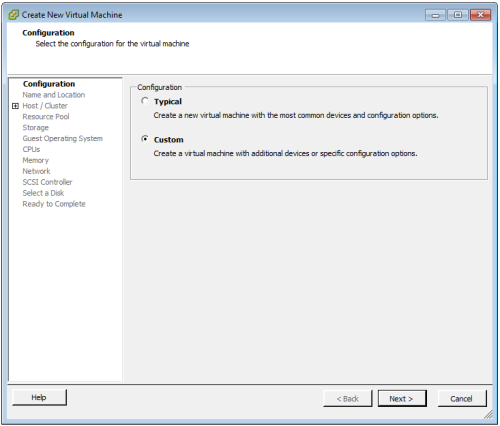 Create New Virtual Machine
Configuration
Select the configuration for the virtual machine
Configuration
Name and Location
Host / Cluster
Resource Pool
Storage
Guest Operating System
CPUs
Memory
Network
SCSI Controller
Select a Disk
Ready to Complete
Configuration
Typical
Create a new virtual machine with the most common devices and configuration options.
Custom
Create a virtual machine with additional devices or specific configuration options.
Help
< Back
Next >
Cancel